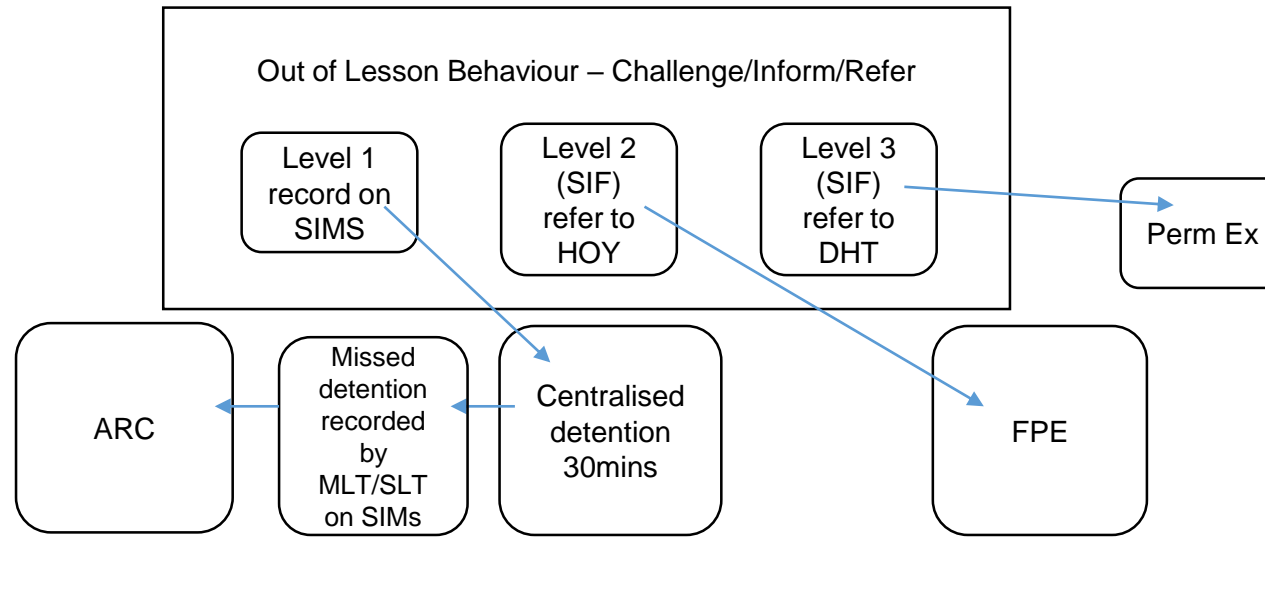 Out of Lesson Behaviour – Challenge/Inform/Refer
Level 1
record on
SIMS
Level 2
(SIF)
refer to
HOY
Level 3
(SIF)
refer to
DHT
Perm Ex
ARC
Missed
detention
recorded
by
MLT/SLT
on SIMs
Centralised
detention
30mins
FPE